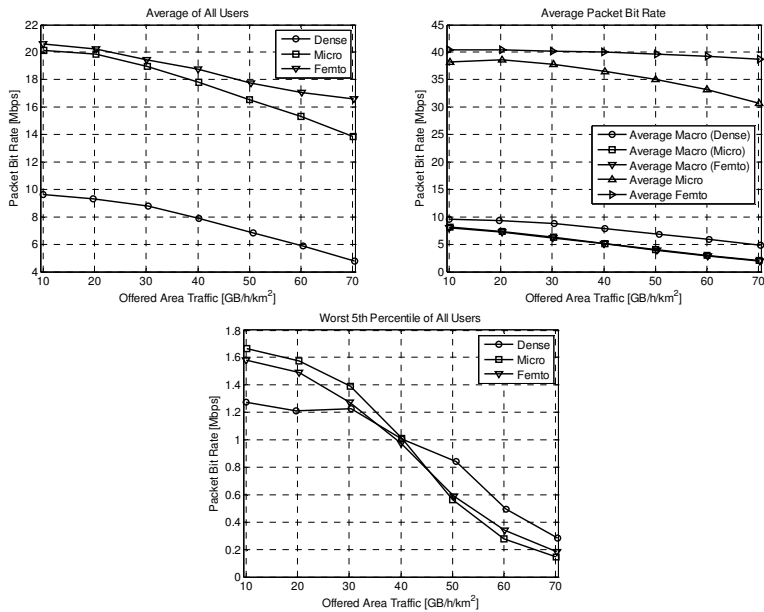 Average of All Users
22
20
18
16
14
12
10
8
6
4
10
20
30
40
50
60
70
Packet Bit Rate [Mbps]
Offered Area Traffic [GB/h/km²]
Dense
Micro
Femto
Average Packet Bit Rate
45
40
35
30
25
20
15
10
5
0
10
20
30
40
50
60
70
Packet Bit Rate [Mbps]
Offered Area Traffic [GB/h/km²]
Average Macro (Dense)
Average Macro (Micro)
Average Macro (Femto)
Average Micro
Average Femto
Worst 5th Percentile of All Users
1.8
1.6
1.4
1.2
1
0.8
0.6
0.4
0.2
0
10
20
30
40
50
60
70
Packet Bit Rate [Mbps]
Offered Area Traffic [GB/h/km²]
Dense
Micro
Femto